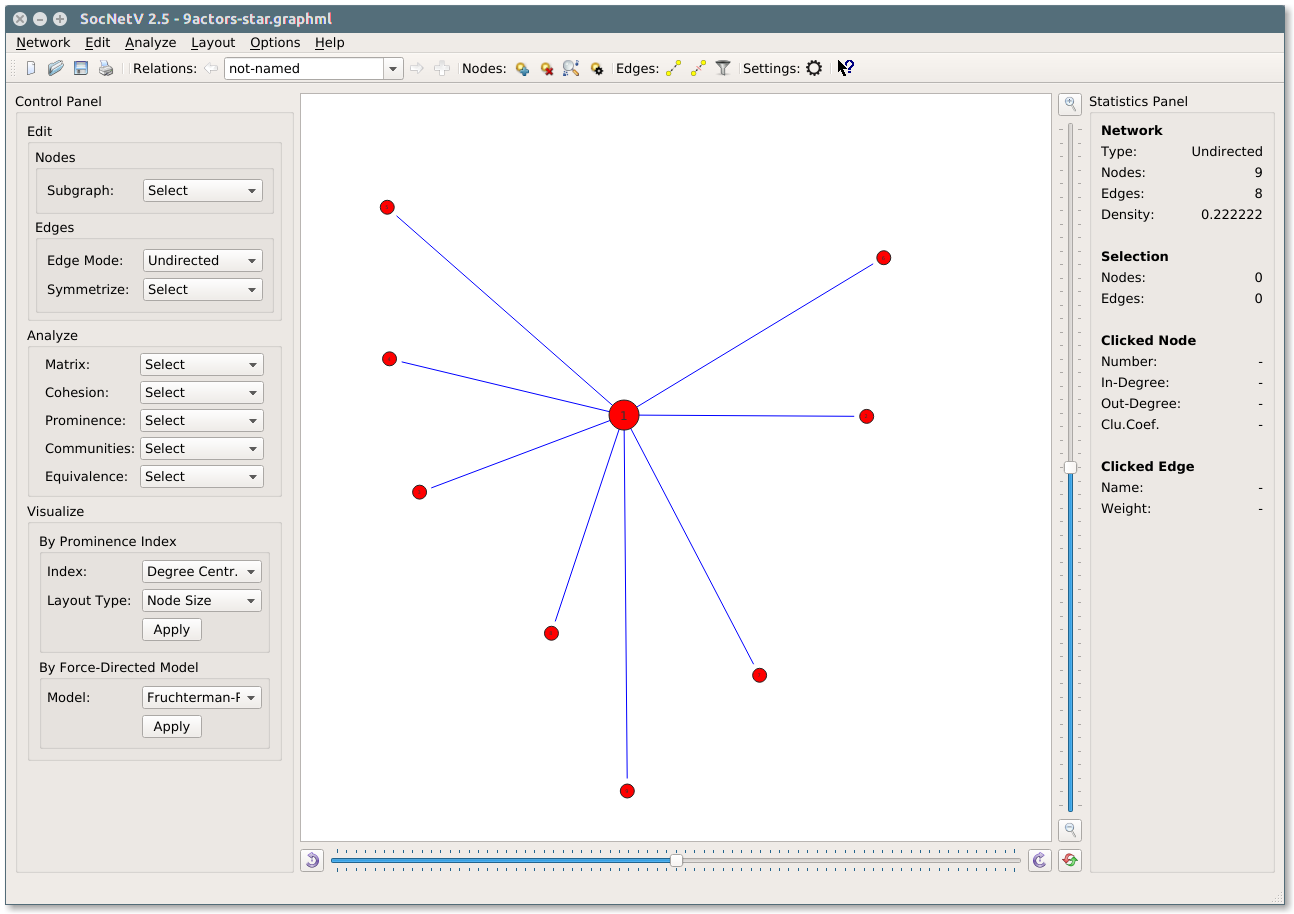 SocNetV 2.5 - 9actors-star.graphml
Network Edit Analyze Layout Options Help
Relations: not-named Nodes: Edges: Settings:
Control Panel
Edit
Nodes
Subgraph: Select
Edges
Edge Mode: Undirected
Symmetrize: Select
Analyze
Matrix: Select
Cohesion: Select
Prominence: Select
Communities: Select
Equivalence: Select
Visualize
By Prominence Index
Index: Degree Centr.
Layout Type: Node Size
Apply
By Force-Directed Model
Model: Fruchterman-F
Apply
1
Statistics Panel
Network
Type: Undirected
Nodes: 9
Edges: 8
Density: 0.222222
Selection
Nodes: 0
Edges: 0
Clicked Node
Number: -
In-Degree: -
Out-Degree: -
Clu.Coef. -
Clicked Edge
Name: -
Weight: -